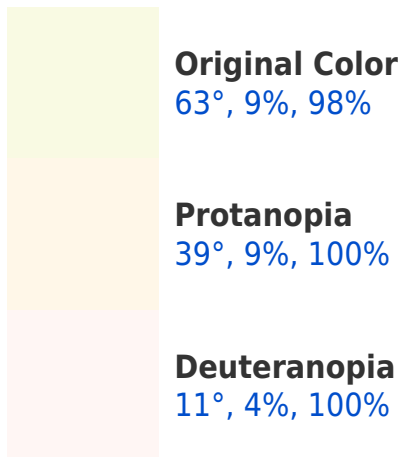 Original Color
63°, 9%, 98%
Protanopia
39°, 9%, 100%
Deuteranopia
11°, 4%, 100%